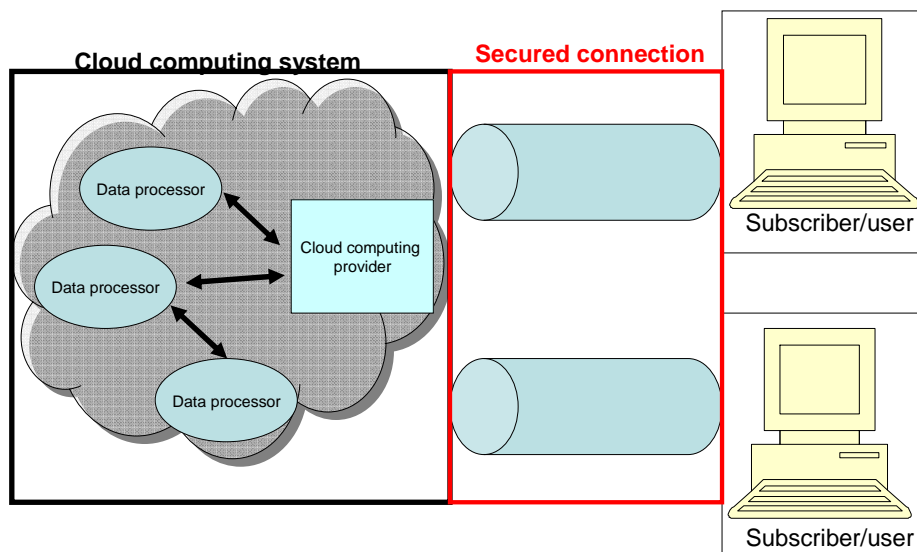 Cloud computing system
Secured connection
Data processor
Cloud computing
provider
Data processor
Data processor
Subscriber/user
Subscriber/user